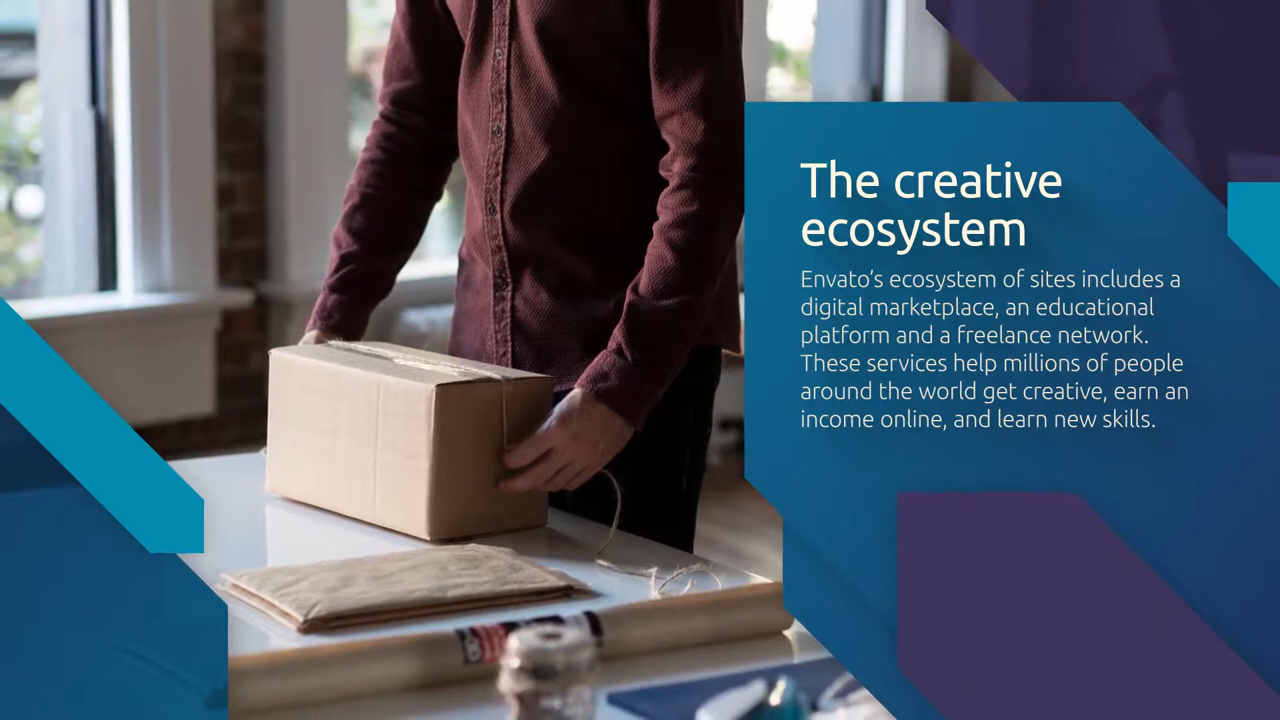 The creative
ecosystem
Envato’s ecosystem of sites includes a
digital marketplace, an educational
platform and a freelance network.
These services help millions of people
around the world get creative, earn an
income online, and learn new skills.